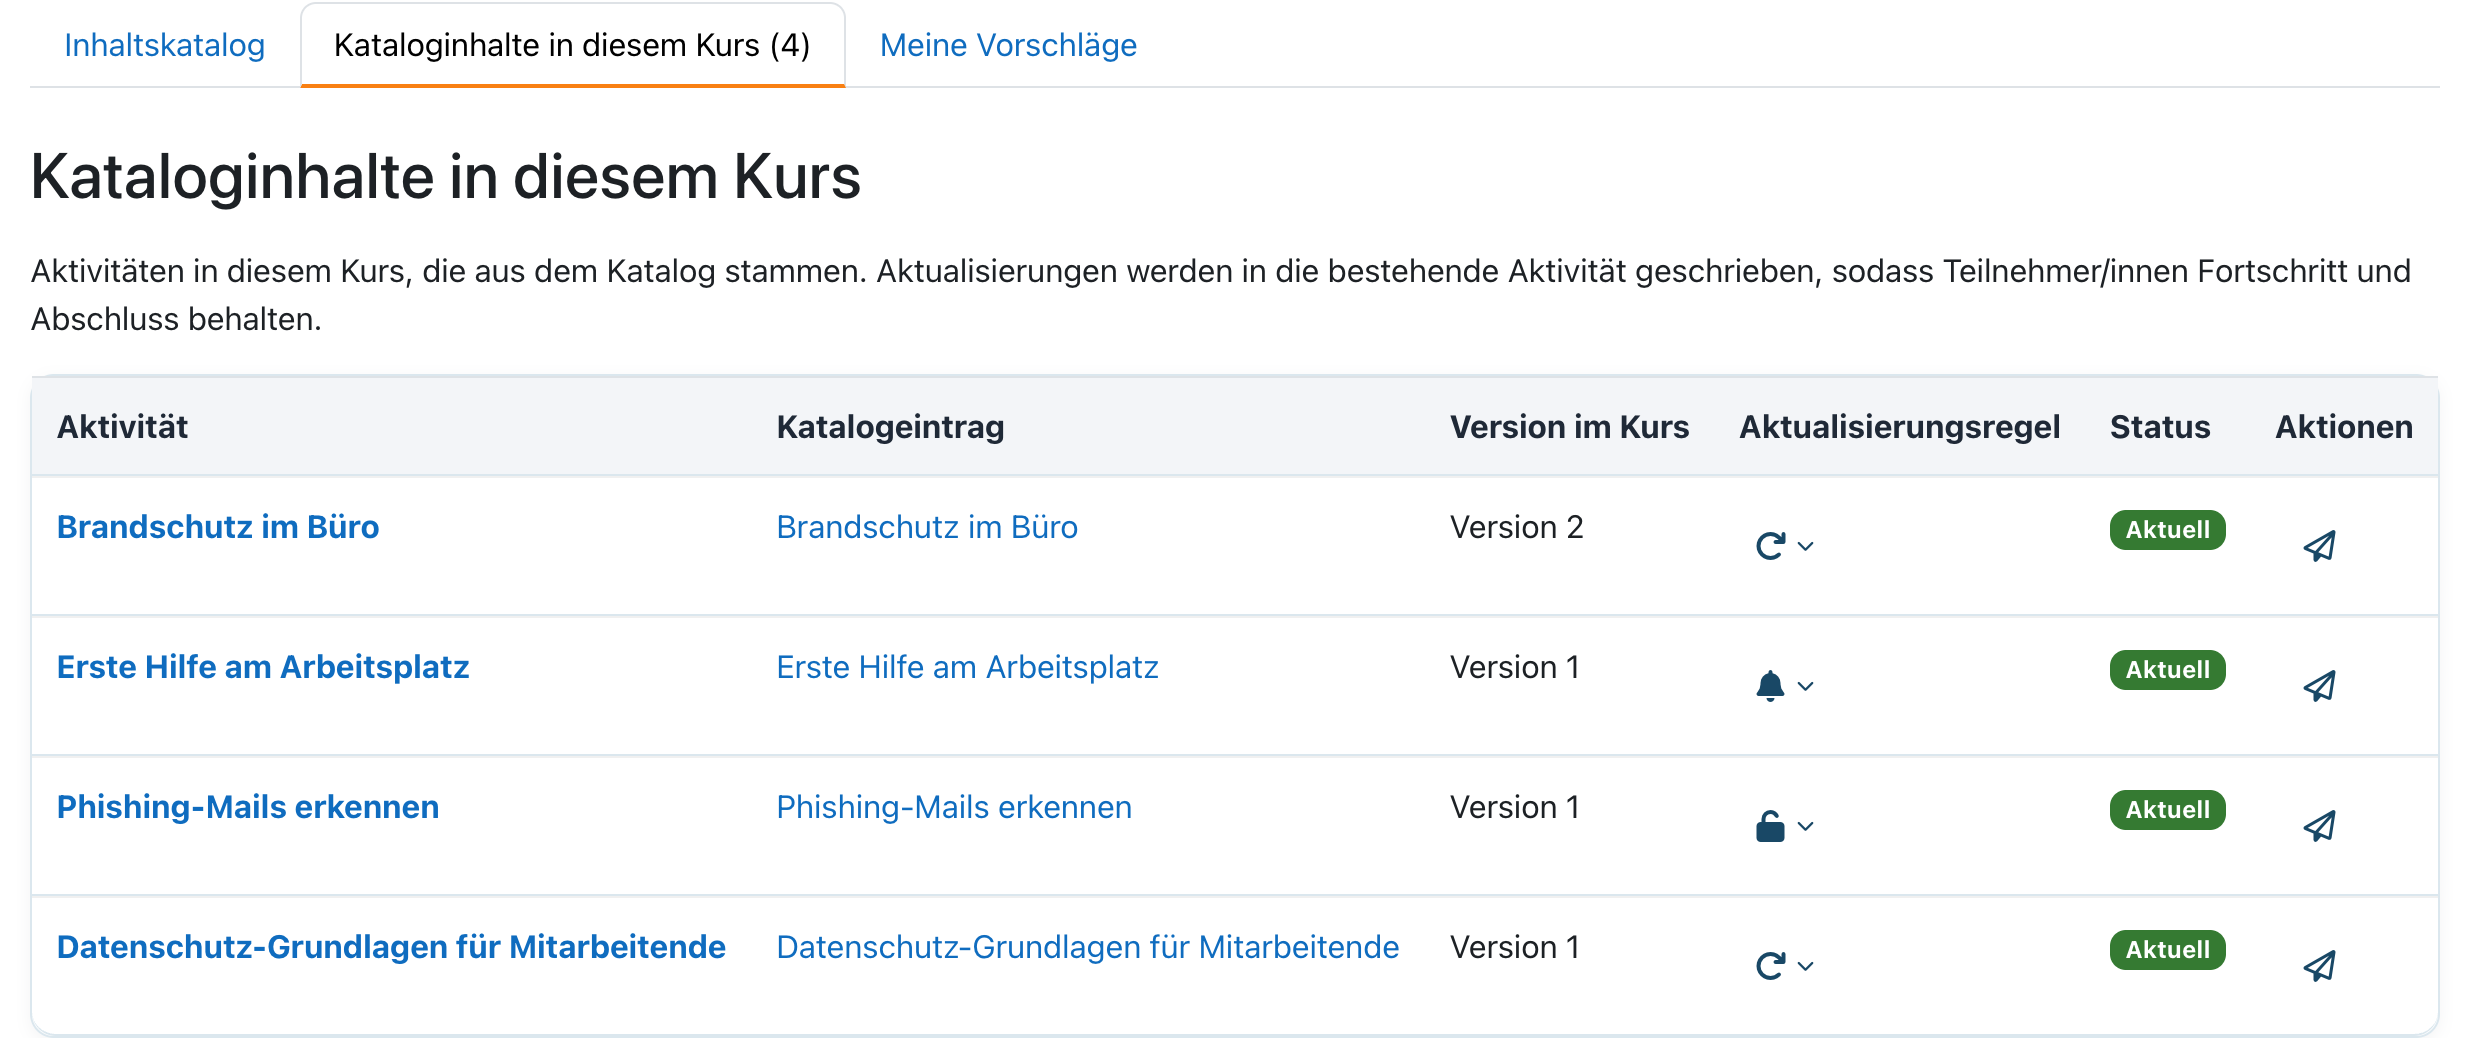 Inhaltskatalog
Kataloginhalte in diesem Kurs (4)
Meine Vorschläge
Kataloginhalte in diesem Kurs
Aktivitäten in diesem Kurs, die aus dem Katalog stammen. Aktualisierungen werden in die bestehende Aktivität geschrieben, sodass Teilnehmer/innen Fortschritt und
Abschluss behalten.
Aktivität Katalogeintrag Version im Kurs Aktualisierungsregel Status Aktionen
Brandschutz im Büro Brandschutz im Büro Version 2 Aktuell
Erste Hilfe am Arbeitsplatz Erste Hilfe am Arbeitsplatz Version 1 Aktuell
Phishing-Mails erkennen Phishing-Mails erkennen Version 1 Aktuell
Datenschutz-Grundlagen für Mitarbeitende Datenschutz-Grundlagen für Mitarbeitende Version 1 Aktuell